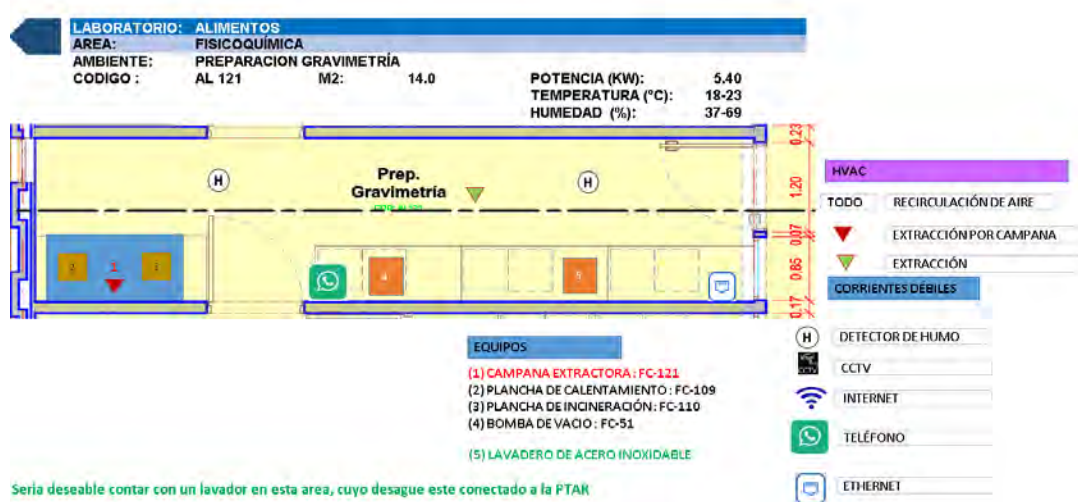 LABORATORIO: ALIMENTOS
AREA: FISICOQUÍMICA
AMBIENTE: PREPARACION GRAVIMETRÍA
CODIGO : AL 121 M2: 14.0 POTENCIA (KW): 5.40
TEMPERATURA (°C): 18-23
HUMEDAD (%): 37-69
0.23
H
Prep.
Gravimetría
H
1.20
0.07
1
3
4
5
0.85
0.17
HVAC
TODO RECIRCULACIÓN DE AIRE
EXTRACCIÓN POR CAMPANA
EXTRACCIÓN
CORRIENTES DÉBILES
H DETECTOR DE HUMO
CCTV CCTV
INTERNET
TELÉFONO
ETHERNET
EQUIPOS
(1) CAMPANA EXTRACTORA : FC-121
(2) PLANCHA DE CALENTAMIENTO : FC-109
(3) PLANCHA DE INCINERACIÓN : FC-110
(4) BOMBA DE VACIO : FC-51
(5) LAVADERO DE ACERO INOXIDABLE
Seria deseable contar con un lavador en esta area, cuyo desague este conectado a la PTAR